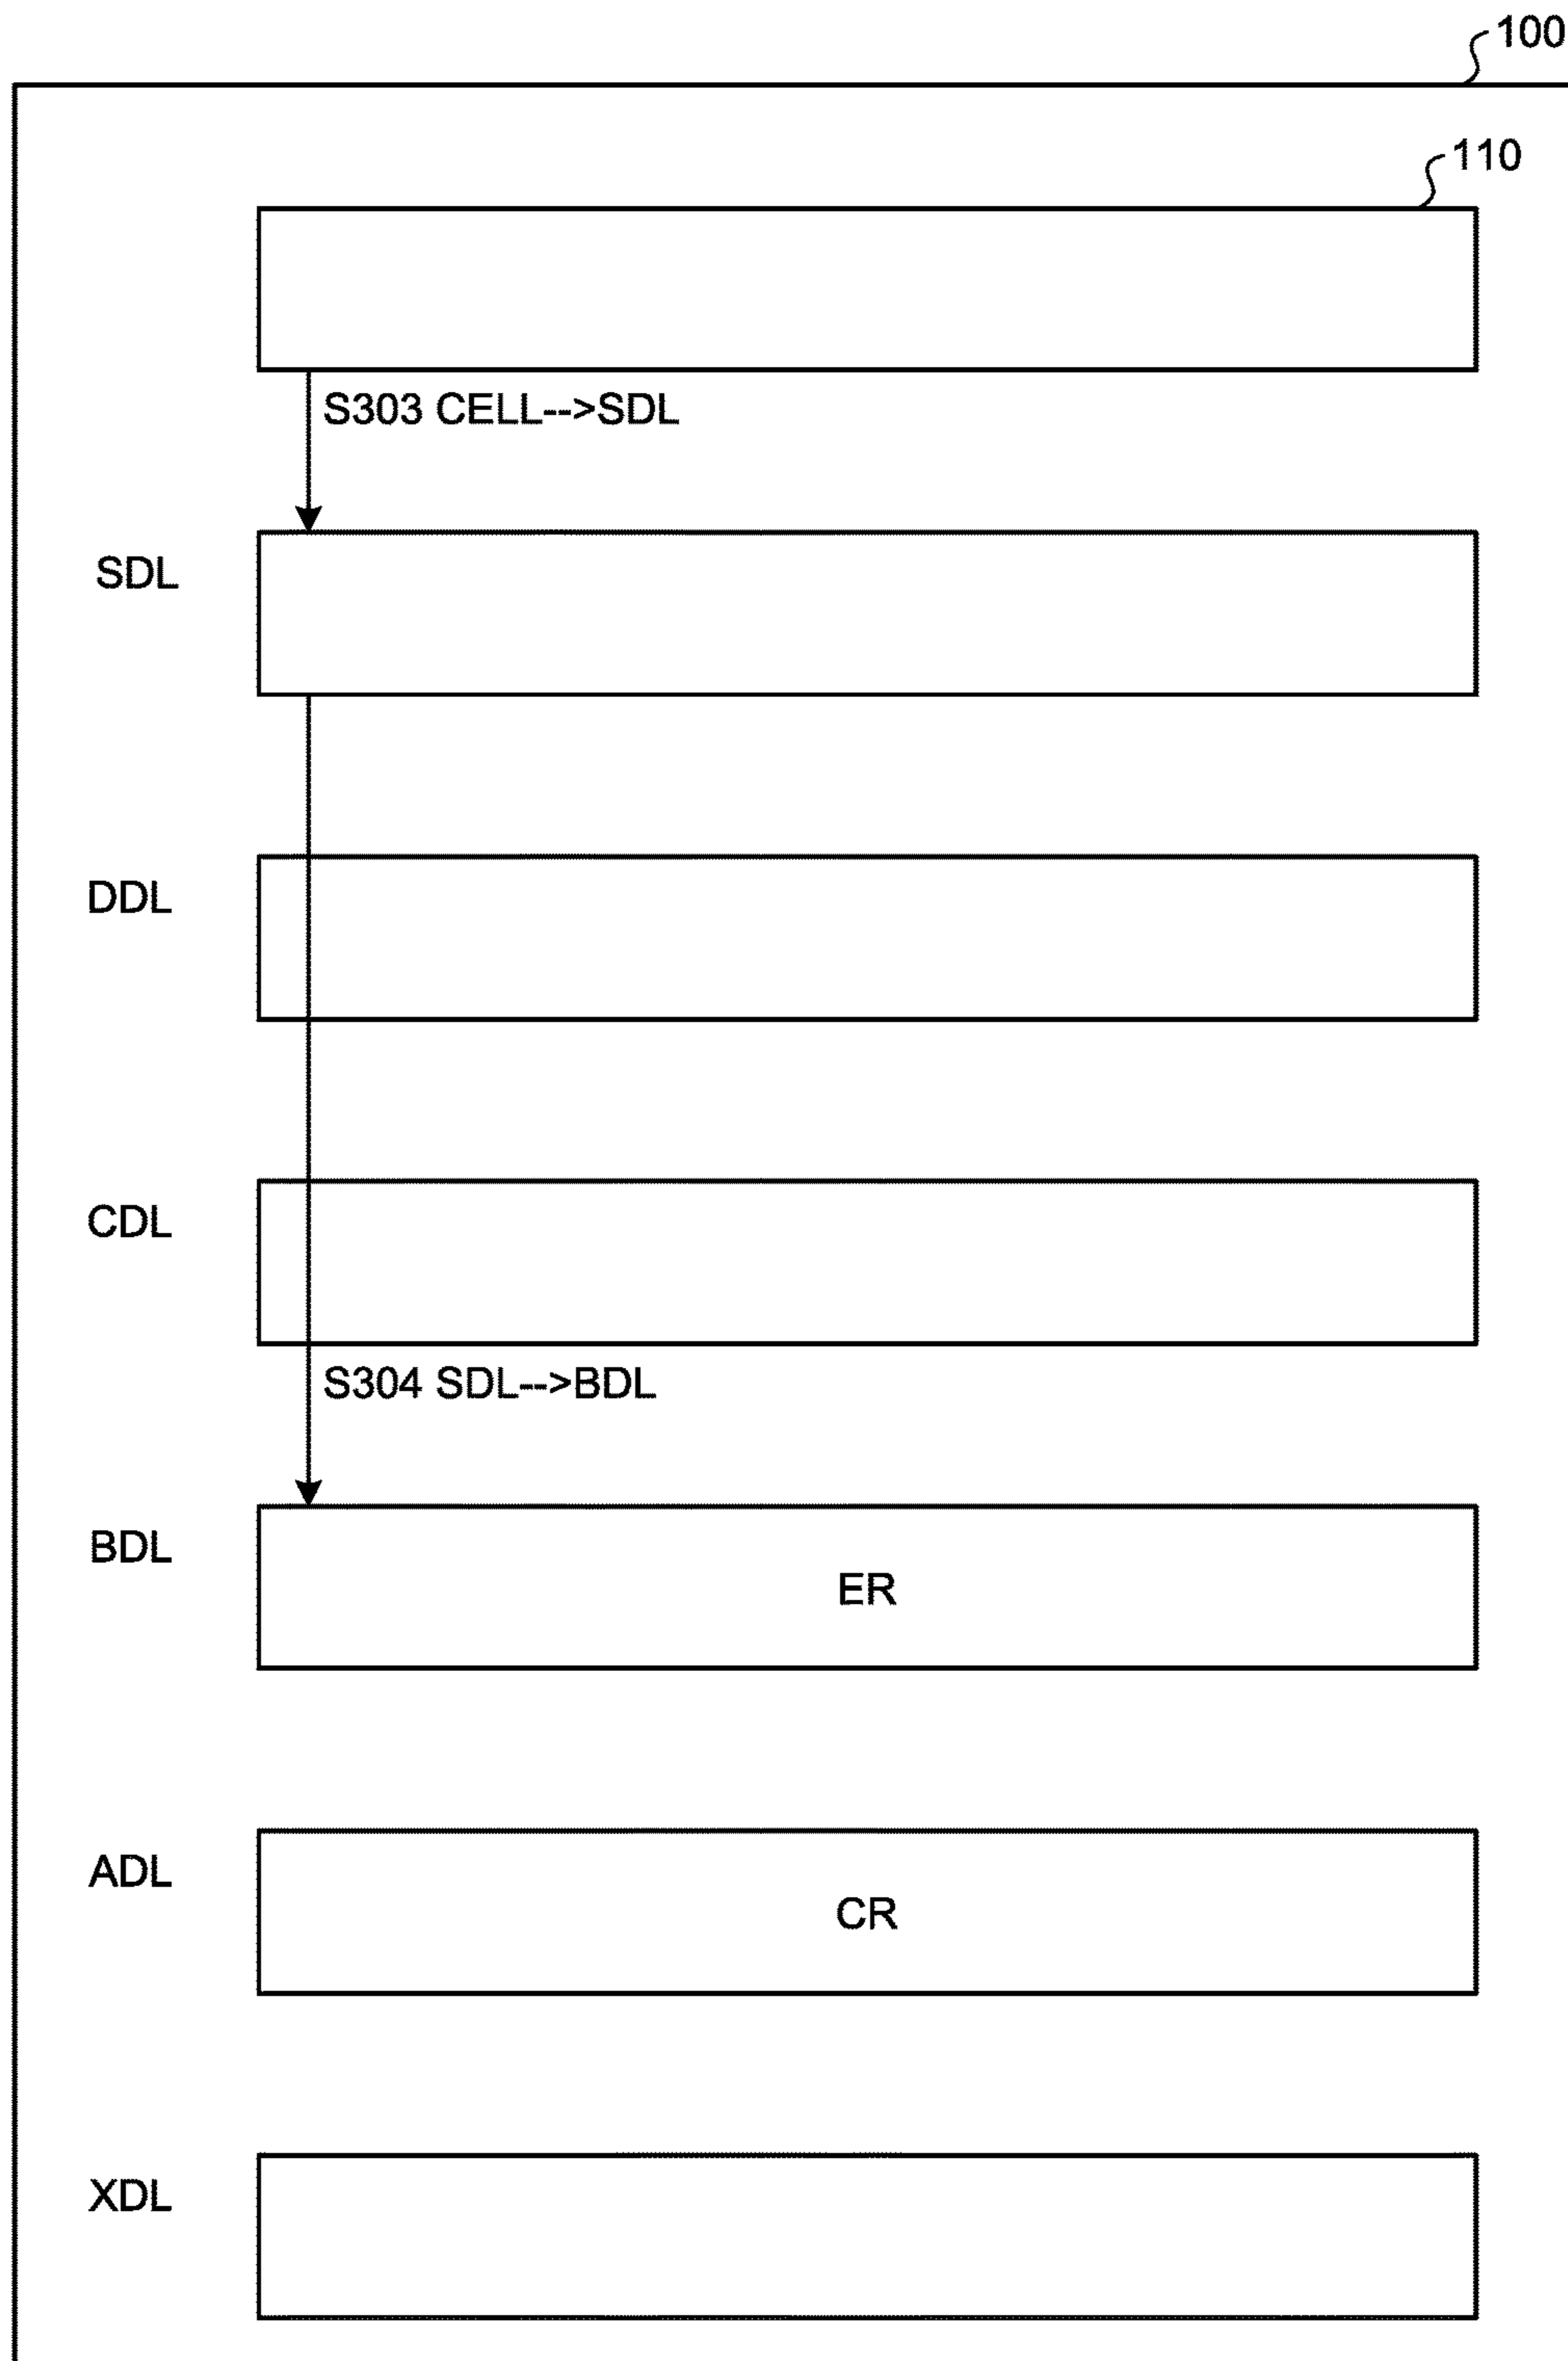 100
110
S303 CELL-->SDL
SDL
DDL
CDL
S304 SDL-->BDL
BDL
ER
ADL
CR
XDL